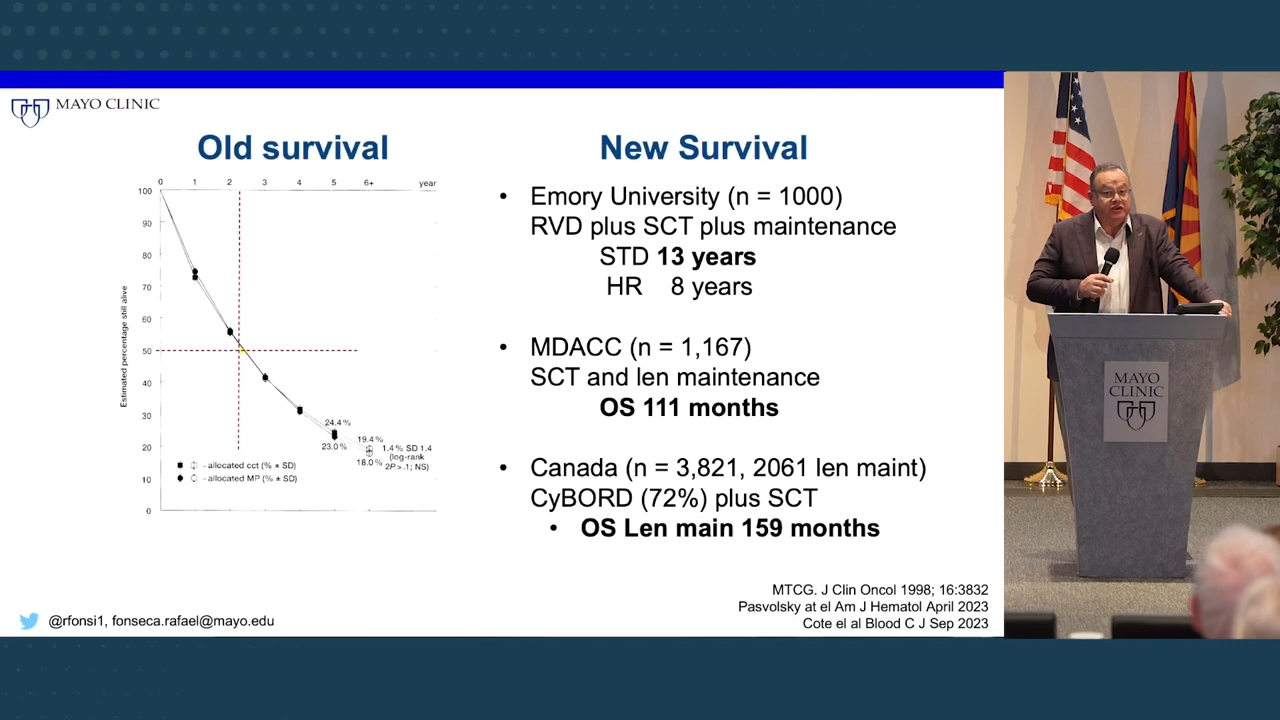 MAYO CLINIC
Old survival
0 1 2 3 4 5 6+ year
100
90
80
70
60
50
40
30
20
10
0
Estimated percentage still alive
24.4 %
23.0 %
19.4 %
18.0 %
1.4 % SD 1.4
(log-rank
2P > .1; NS)
- allocated cct (% ± SD)
- allocated MP (% ± SD)
New Survival
• Emory University (n = 1000)
RVD plus SCT plus maintenance
STD 13 years
HR 8 years
• MDACC (n = 1,167)
SCT and len maintenance
OS 111 months
• Canada (n = 3,821, 2061 len maint)
CyBORD (72%) plus SCT
• OS Len main 159 months
MTCG. J Clin Oncol 1998; 16:3832
Pasvolsky at el Am J Hematol April 2023
Cote el al Blood C J Sep 2023
@rfonsi1, fonseca.rafael@mayo.edu
MAYO
CLINIC